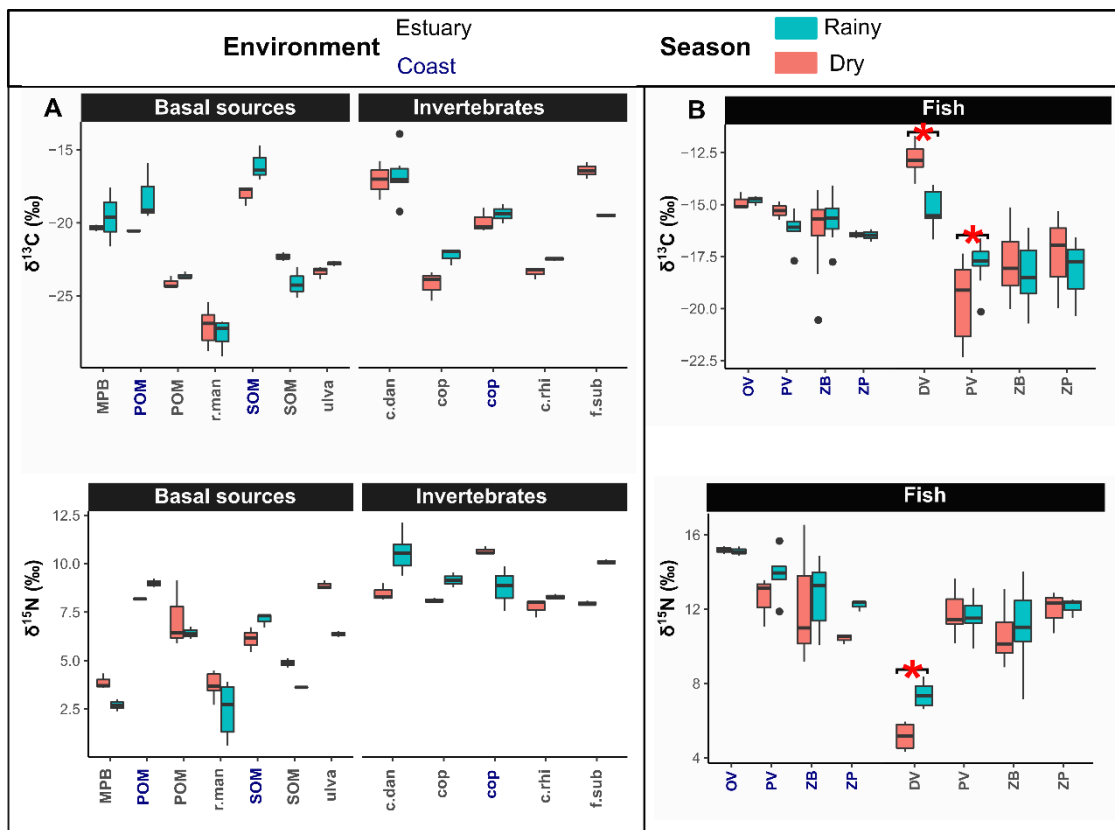 Environment
Estuary
Coast
Season
Rainy
Dry
A
Basal sources
Invertebrates
δ13C (‰)
−15
−20
−25
MPB
POM
POM
r.man
SOM
SOM
ulva
c.dan
cop
cop
c.rhi
f.sub
Basal sources
Invertebrates
δ15N (‰)
12.5
10.0
7.5
5.0
2.5
MPB
POM
POM
r.man
SOM
SOM
ulva
c.dan
cop
cop
c.rhi
f.sub
B
Fish
δ13C (‰)
−12.5
−15.0
−17.5
−20.0
−22.5
*
*
OV
PV
ZB
ZP
DV
PV
ZB
ZP
Fish
δ15N (‰)
16
12
8
4
*
OV
PV
ZB
ZP
DV
PV
ZB
ZP